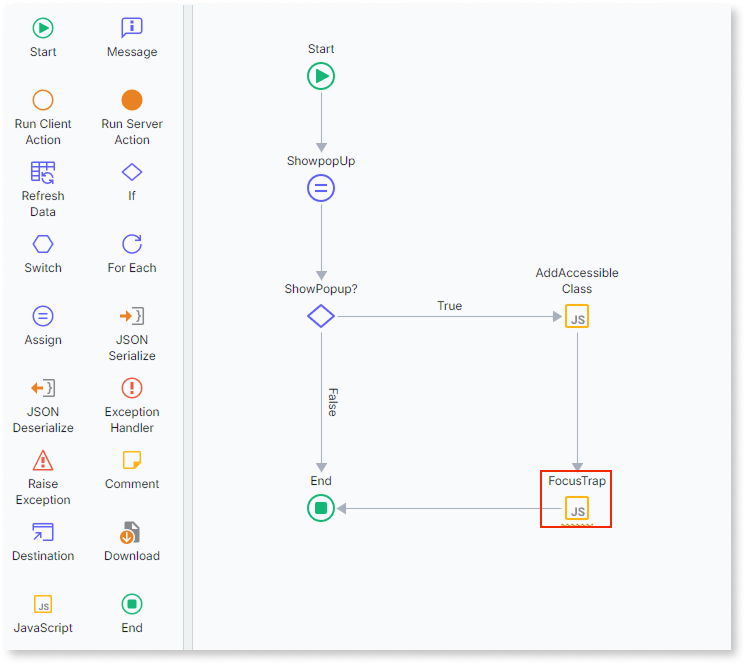 Start
Message
Run Client
Action
Run Server
Action
Refresh
Data
If
Switch
For Each
Assign
JSON
Serialize
JSON
Deserialize
Exception
Handler
Raise
Exception
Comment
Destination
Download
JS
JavaScript
End
Start
ShowpopUp
ShowPopup?
True
False
AddAccessible
Class
JS
End
FocusTrap
JS